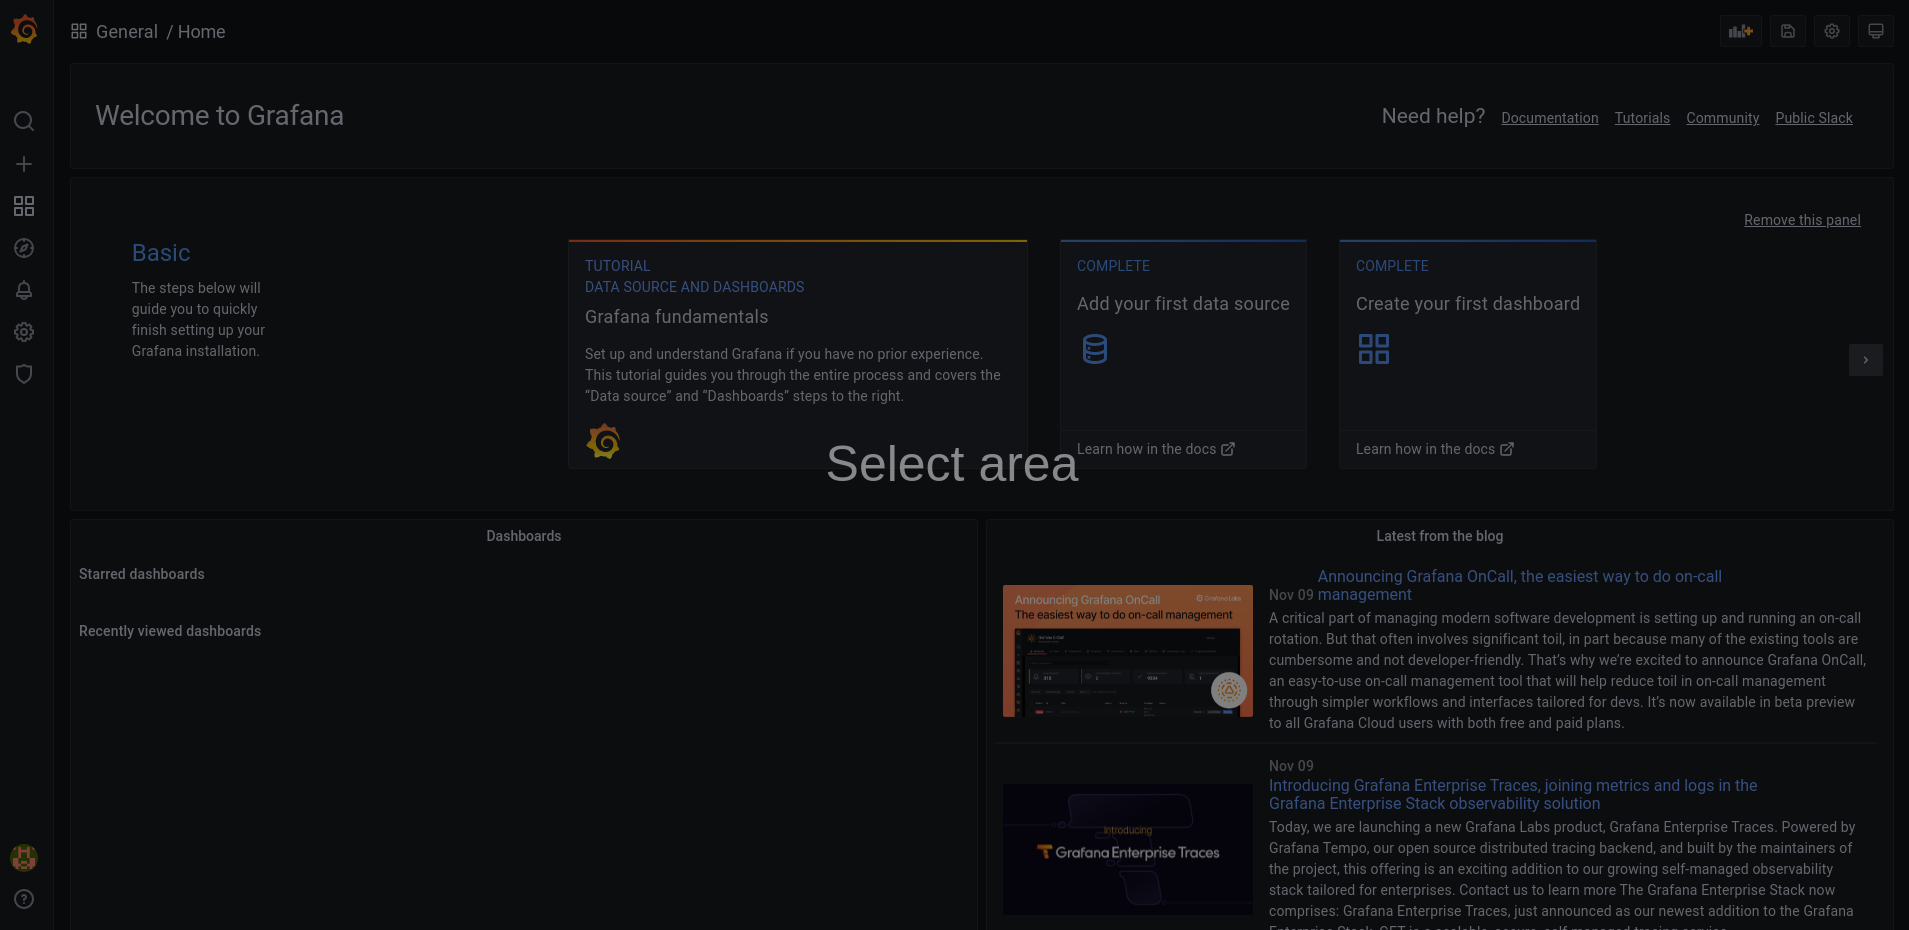 General / Home
Welcome to Grafana
Need help? Documentation Tutorials Community Public Slack
Remove this panel
Basic
The steps below will
guide you to quickly
finish setting up your
Grafana installation.
TUTORIAL
DATA SOURCE AND DASHBOARDS
Grafana fundamentals
Set up and understand Grafana if you have no prior experience.
This tutorial guides you through the entire process and covers the
“Data source” and “Dashboards” steps to the right.
COMPLETE
Add your first data source
Learn how in the docs
COMPLETE
Create your first dashboard
Learn how in the docs
Select area
Dashboards
Starred dashboards
Recently viewed dashboards
Latest from the blog
Announcing Grafana OnCall
Grafana Labs
The easiest way to do on-call management
Nov 09
Announcing Grafana OnCall, the easiest way to do on-call
management
A critical part of managing modern software development is setting up and running an on-call
rotation. But that often involves significant toil, in part because many of the existing tools are
cumbersome and not developer-friendly. That’s why we’re excited to announce Grafana OnCall,
an easy-to-use on-call management tool that will help reduce toil in on-call management
through simpler workflows and interfaces tailored for devs. It’s now available in beta preview
to all Grafana Cloud users with both free and paid plans.
Introducing
Grafana Enterprise Traces
Nov 09
Introducing Grafana Enterprise Traces, joining metrics and logs in the
Grafana Enterprise Stack observability solution
Today, we are launching a new Grafana Labs product, Grafana Enterprise Traces. Powered by
Grafana Tempo, our open source distributed tracing backend, and built by the maintainers of
the project, this offering is an exciting addition to our growing self-managed observability
stack tailored for enterprises. Contact us to learn more The Grafana Enterprise Stack now
comprises: Grafana Enterprise Traces, just announced as our newest addition to the Grafana